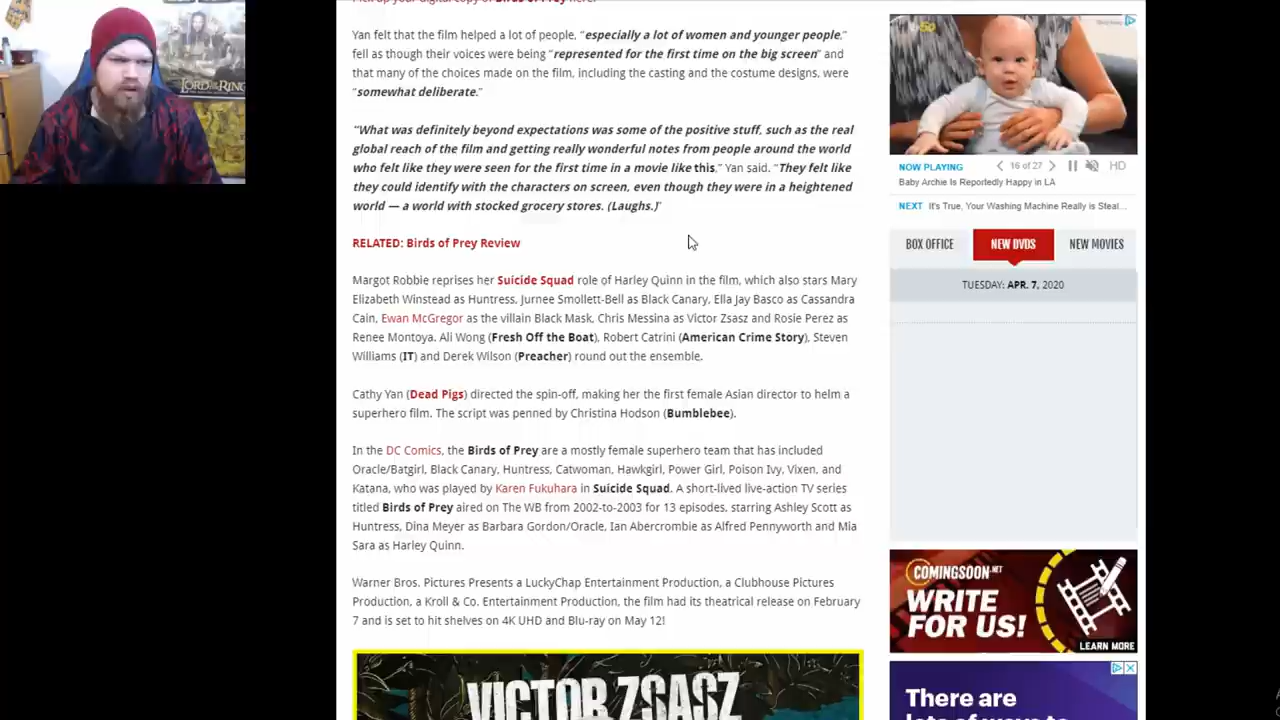 Birds of Prey here.
Yan felt that the film helped a lot of people, "especially a lot of women and younger people,"
fell as though their voices were being "represented for the first time on the big screen" and
that many of the choices made on the film, including the casting and the costume designs, were
"somewhat deliberate."
"What was definitely beyond expectations was some of the positive stuff, such as the real
global reach of the film and getting really wonderful notes from people around the world
who felt like they were seen for the first time in a movie like this," Yan said. "They felt like
they could identify with the characters on screen, even though they were in a heightened
world — a world with stocked grocery stores. (Laughs.)"
RELATED: Birds of Prey Review
Margot Robbie reprises her Suicide Squad role of Harley Quinn in the film, which also stars Mary
Elizabeth Winstead as Huntress, Jurnee Smollett-Bell as Black Canary, Ella Jay Basco as Cassandra
Cain, Ewan McGregor as the villain Black Mask, Chris Messina as Victor Zsasz and Rosie Perez as
Renee Montoya. Ali Wong (Fresh Off the Boat), Robert Catrini (American Crime Story), Steven
Williams (IT) and Derek Wilson (Preacher) round out the ensemble.
Cathy Yan (Dead Pigs) directed the spin-off, making her the first female Asian director to helm a
superhero film. The script was penned by Christina Hodson (Bumblebee).
In the DC Comics, the Birds of Prey are a mostly female superhero team that has included
Oracle/Batgirl, Black Canary, Huntress, Catwoman, Hawkgirl, Power Girl, Poison Ivy, Vixen, and
Katana, who was played by Karen Fukuhara in Suicide Squad. A short-lived live-action TV series
titled Birds of Prey aired on The WB from 2002-to-2003 for 13 episodes, starring Ashley Scott as
Huntress, Dina Meyer as Barbara Gordon/Oracle, Ian Abercrombie as Alfred Pennyworth and Mia
Sara as Harley Quinn.
Warner Bros. Pictures Presents a LuckyChap Entertainment Production, a Clubhouse Pictures
Production, a Kroll & Co. Entertainment Production, the film had its theatrical release on February
7 and is set to hit shelves on 4K UHD and Blu-ray on May 12!
VICTOR ZSASZ
LORD OF THE RINGS
NOW PLAYING
16 of 27
HD
Baby Archie Is Reportedly Happy in LA
NEXT It's True, Your Washing Machine Really is Steal...
BOX OFFICE
NEW DVDS
NEW MOVIES
TUESDAY: APR. 7, 2020
COMINGSOON.NET
WRITE
FOR US!
LEARN MORE
There are
lots of ways to